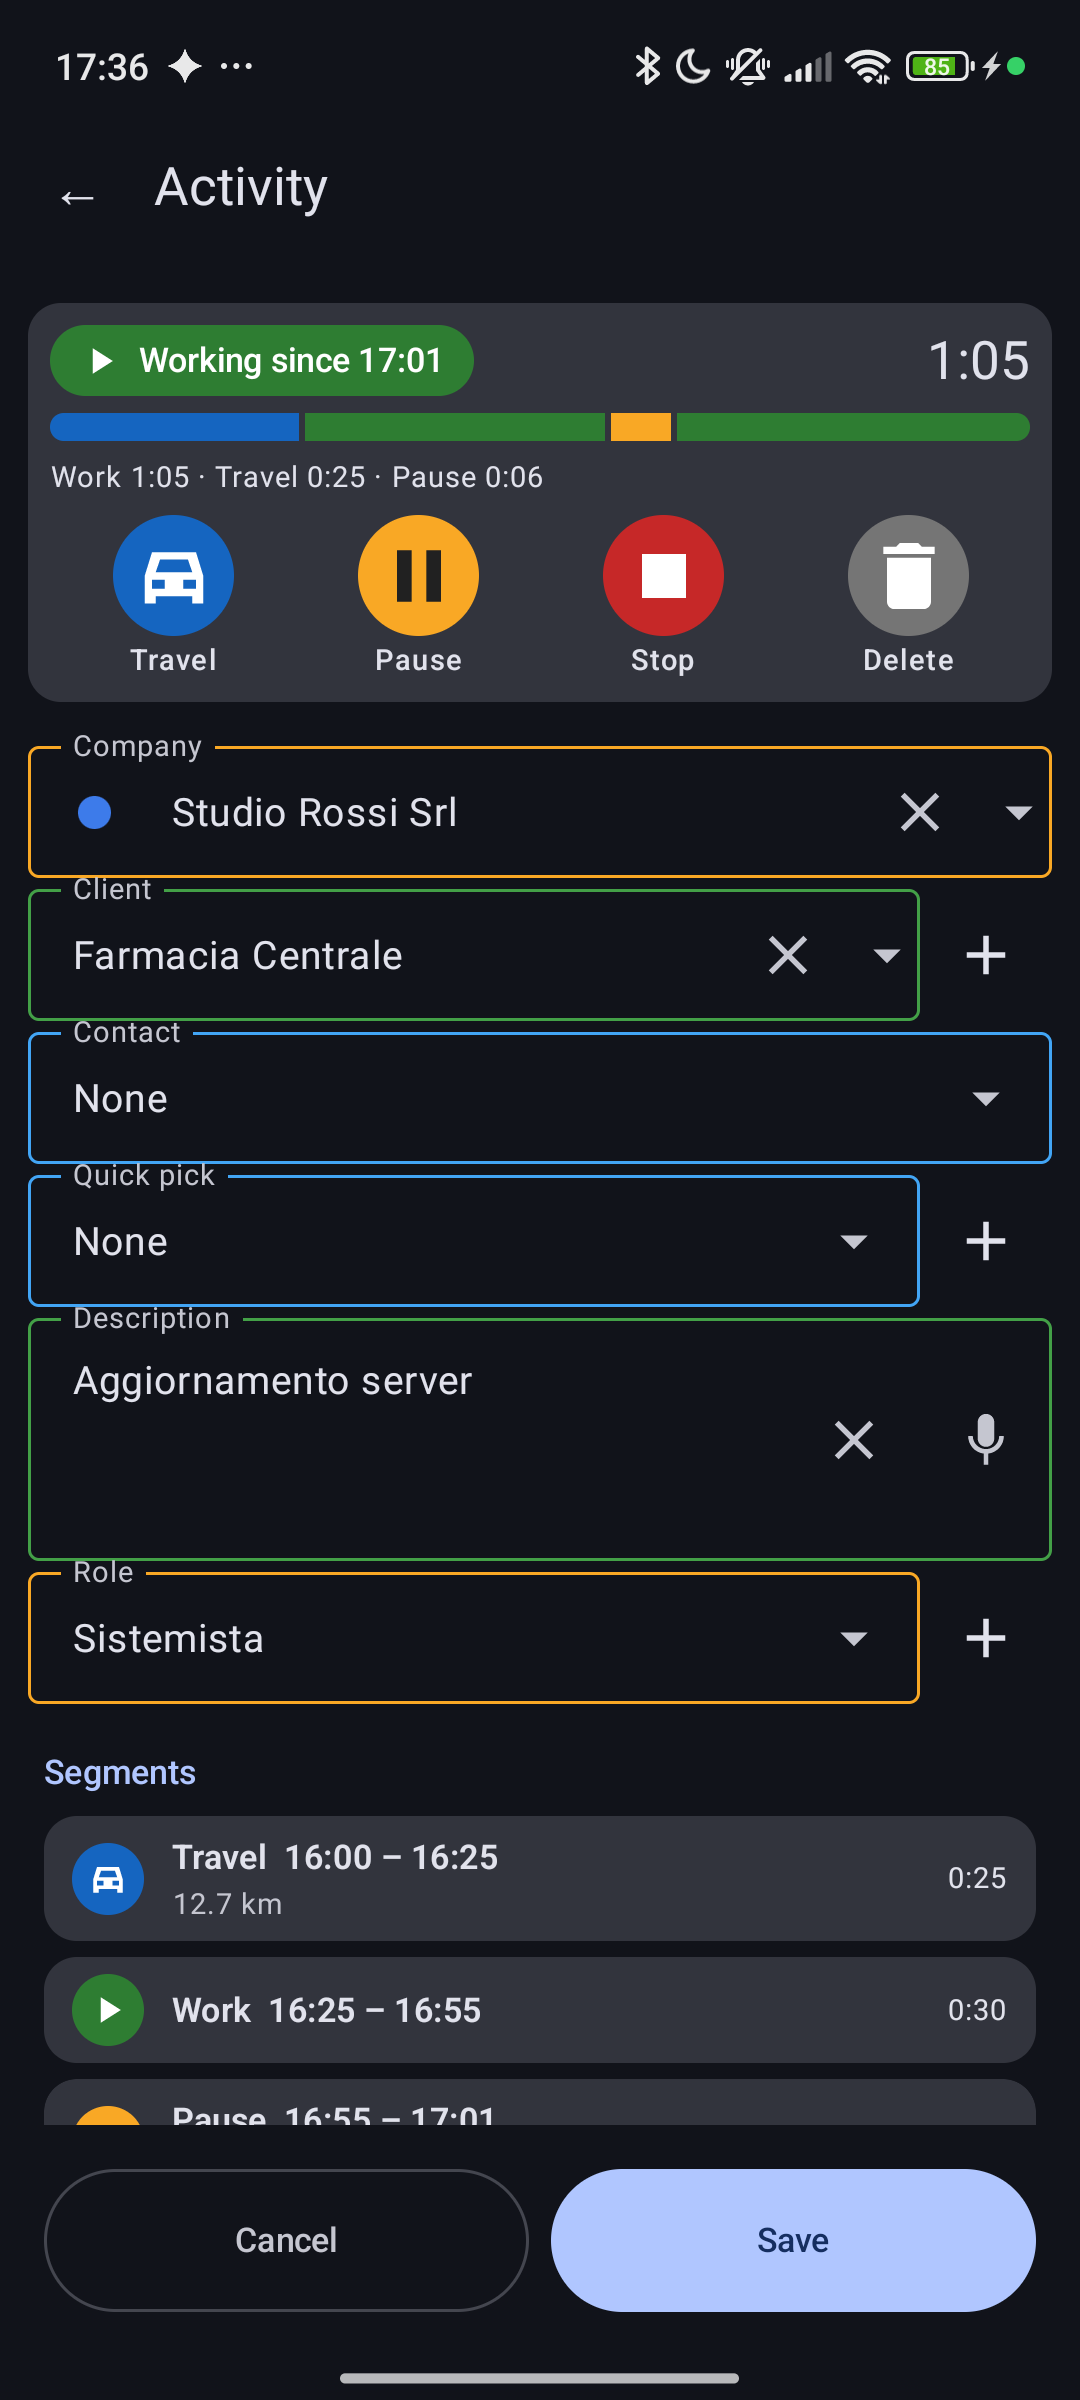 17:36
85
← Activity
Working since 17:01
1:05
Work 1:05 · Travel 0:25 · Pause 0:06
Travel Pause Stop Delete
Company
Studio Rossi Srl
Client
Farmacia Centrale
Contact
None
Quick pick
None
Description
Aggiornamento server
Role
Sistemista
Segments
Travel 16:00 – 16:25
12.7 km
0:25
Work 16:25 – 16:55
0:30
Pause 16:55 – 17:01
Cancel Save